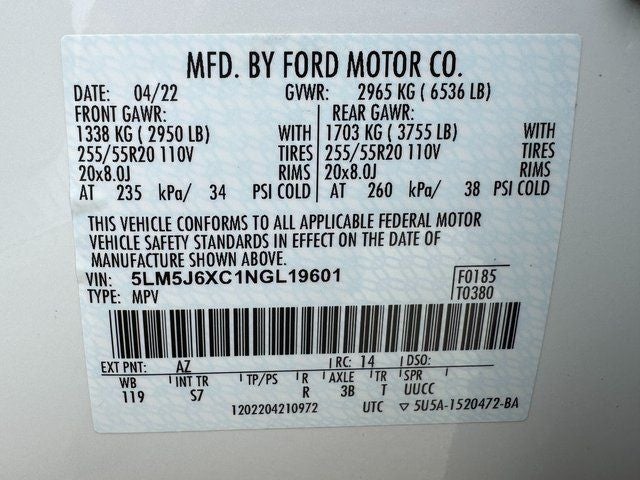 MFD. BY FORD MOTOR CO.
DATE: 04/22 GVWR: 2965 KG ( 6536 LB)
FRONT GAWR: REAR GAWR:
1338 KG ( 2950 LB) WITH 1703 KG ( 3755 LB) WITH
255/55R20 110V TIRES 255/55R20 110V TIRES
20x8.0J RIMS 20x8.0J RIMS
AT 235 kPa/ 34 PSI COLD AT 260 kPa/ 38 PSI COLD
THIS VEHICLE CONFORMS TO ALL APPLICABLE FEDERAL MOTOR
VEHICLE SAFETY STANDARDS IN EFFECT ON THE DATE OF
MANUFACTURE SHOWN ABOVE.
VIN: 5LM5J6XC1NGL19601 F0185
TYPE: MPV T0380
EXT PNT: AZ RC: 14 DSO:
WB INT TR TP/PS R AXLE TR SPR
119 S7 R 3B T UUCC
1202204210972 UTC ▽ 5U5A-1520472-BA